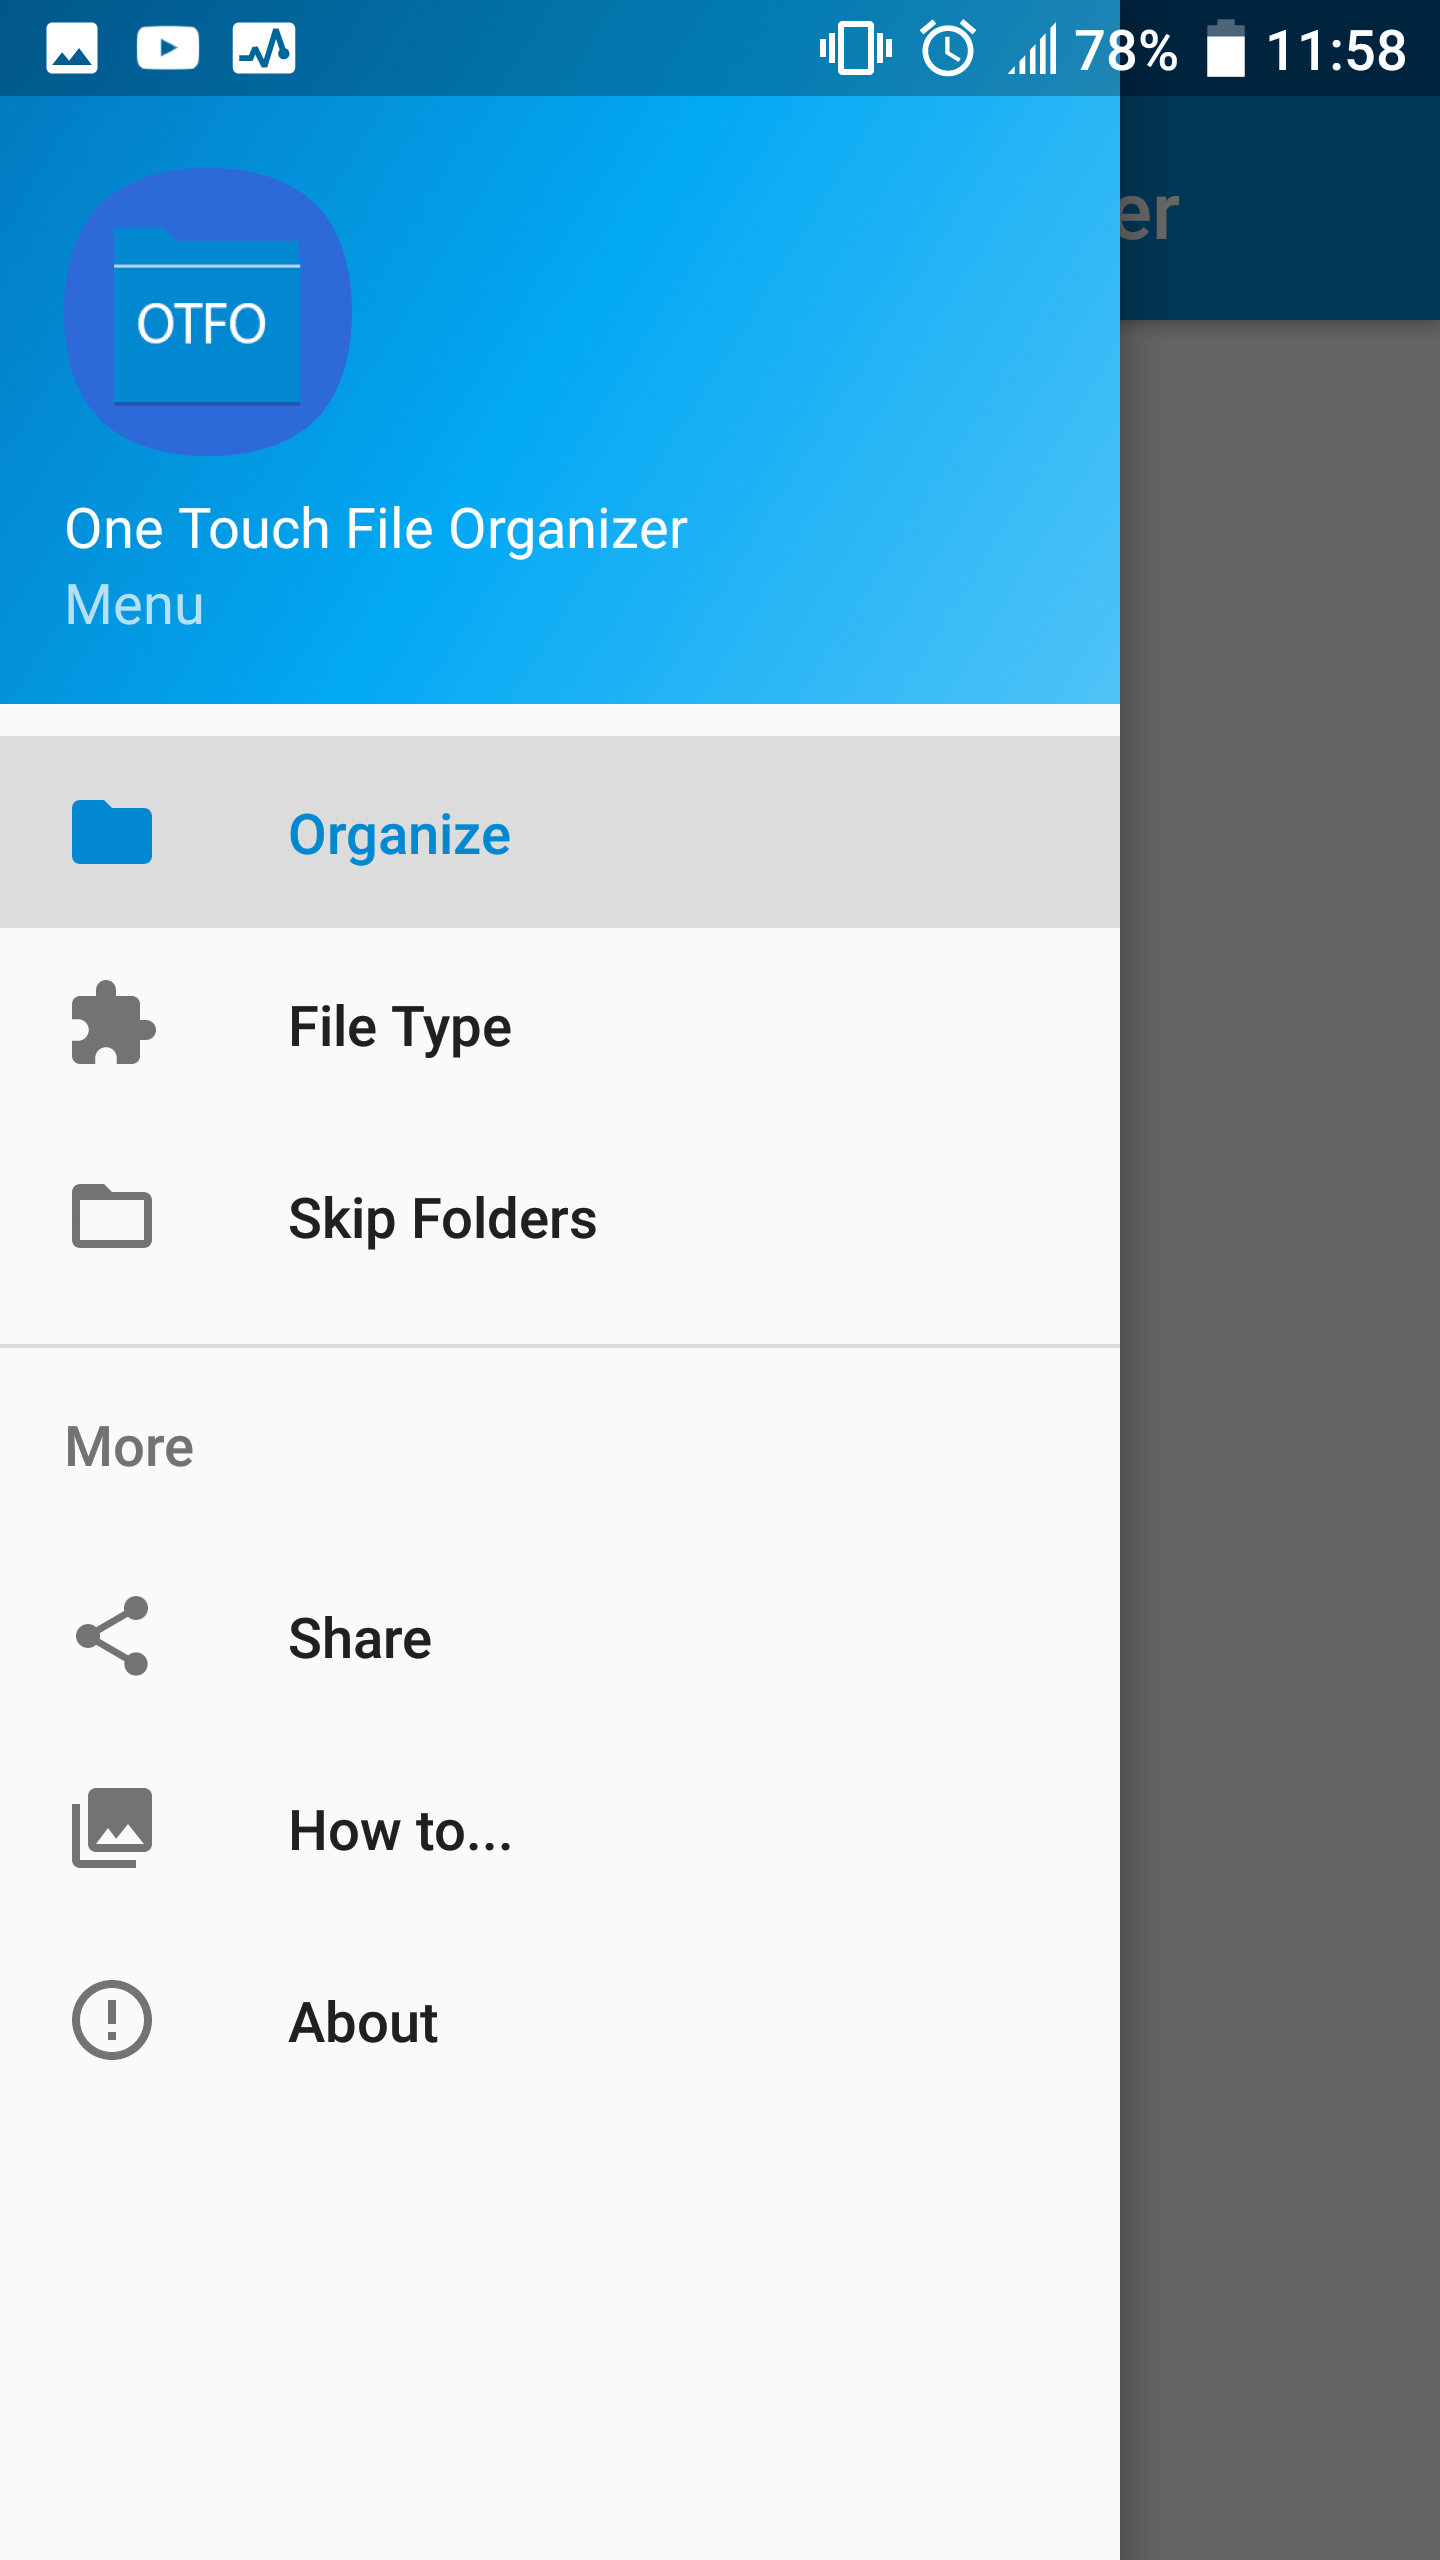 78% 11:58
er
OTFO
One Touch File Organizer
Menu
Organize
File Type
Skip Folders
More
Share
How to...
About